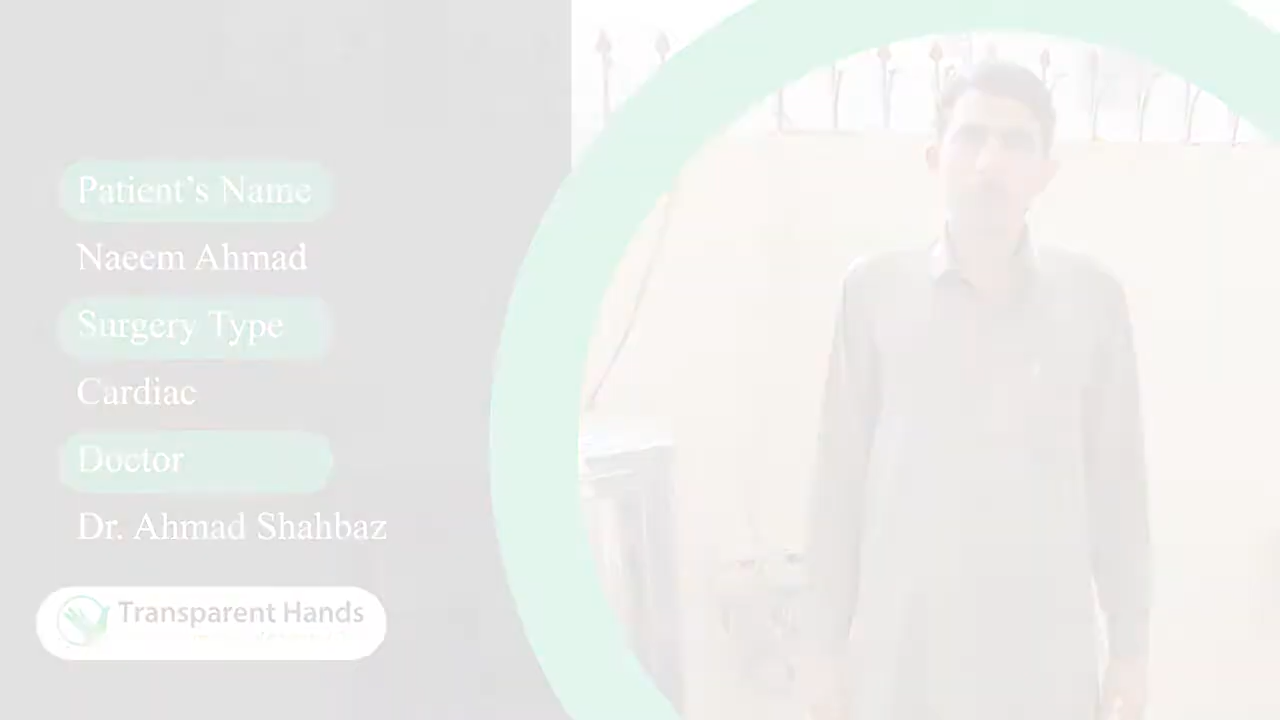 Patient’s Name
Naeem Ahmad
Surgery Type
Cardiac
Doctor
Dr. Ahmad Shahbaz
Transparent Hands